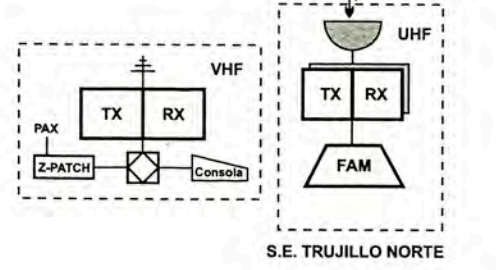 VHF
TX RX
PAX
Z-PATCH
Consola
UHF
TX RX
FAM
S.E. TRUJILLO NORTE